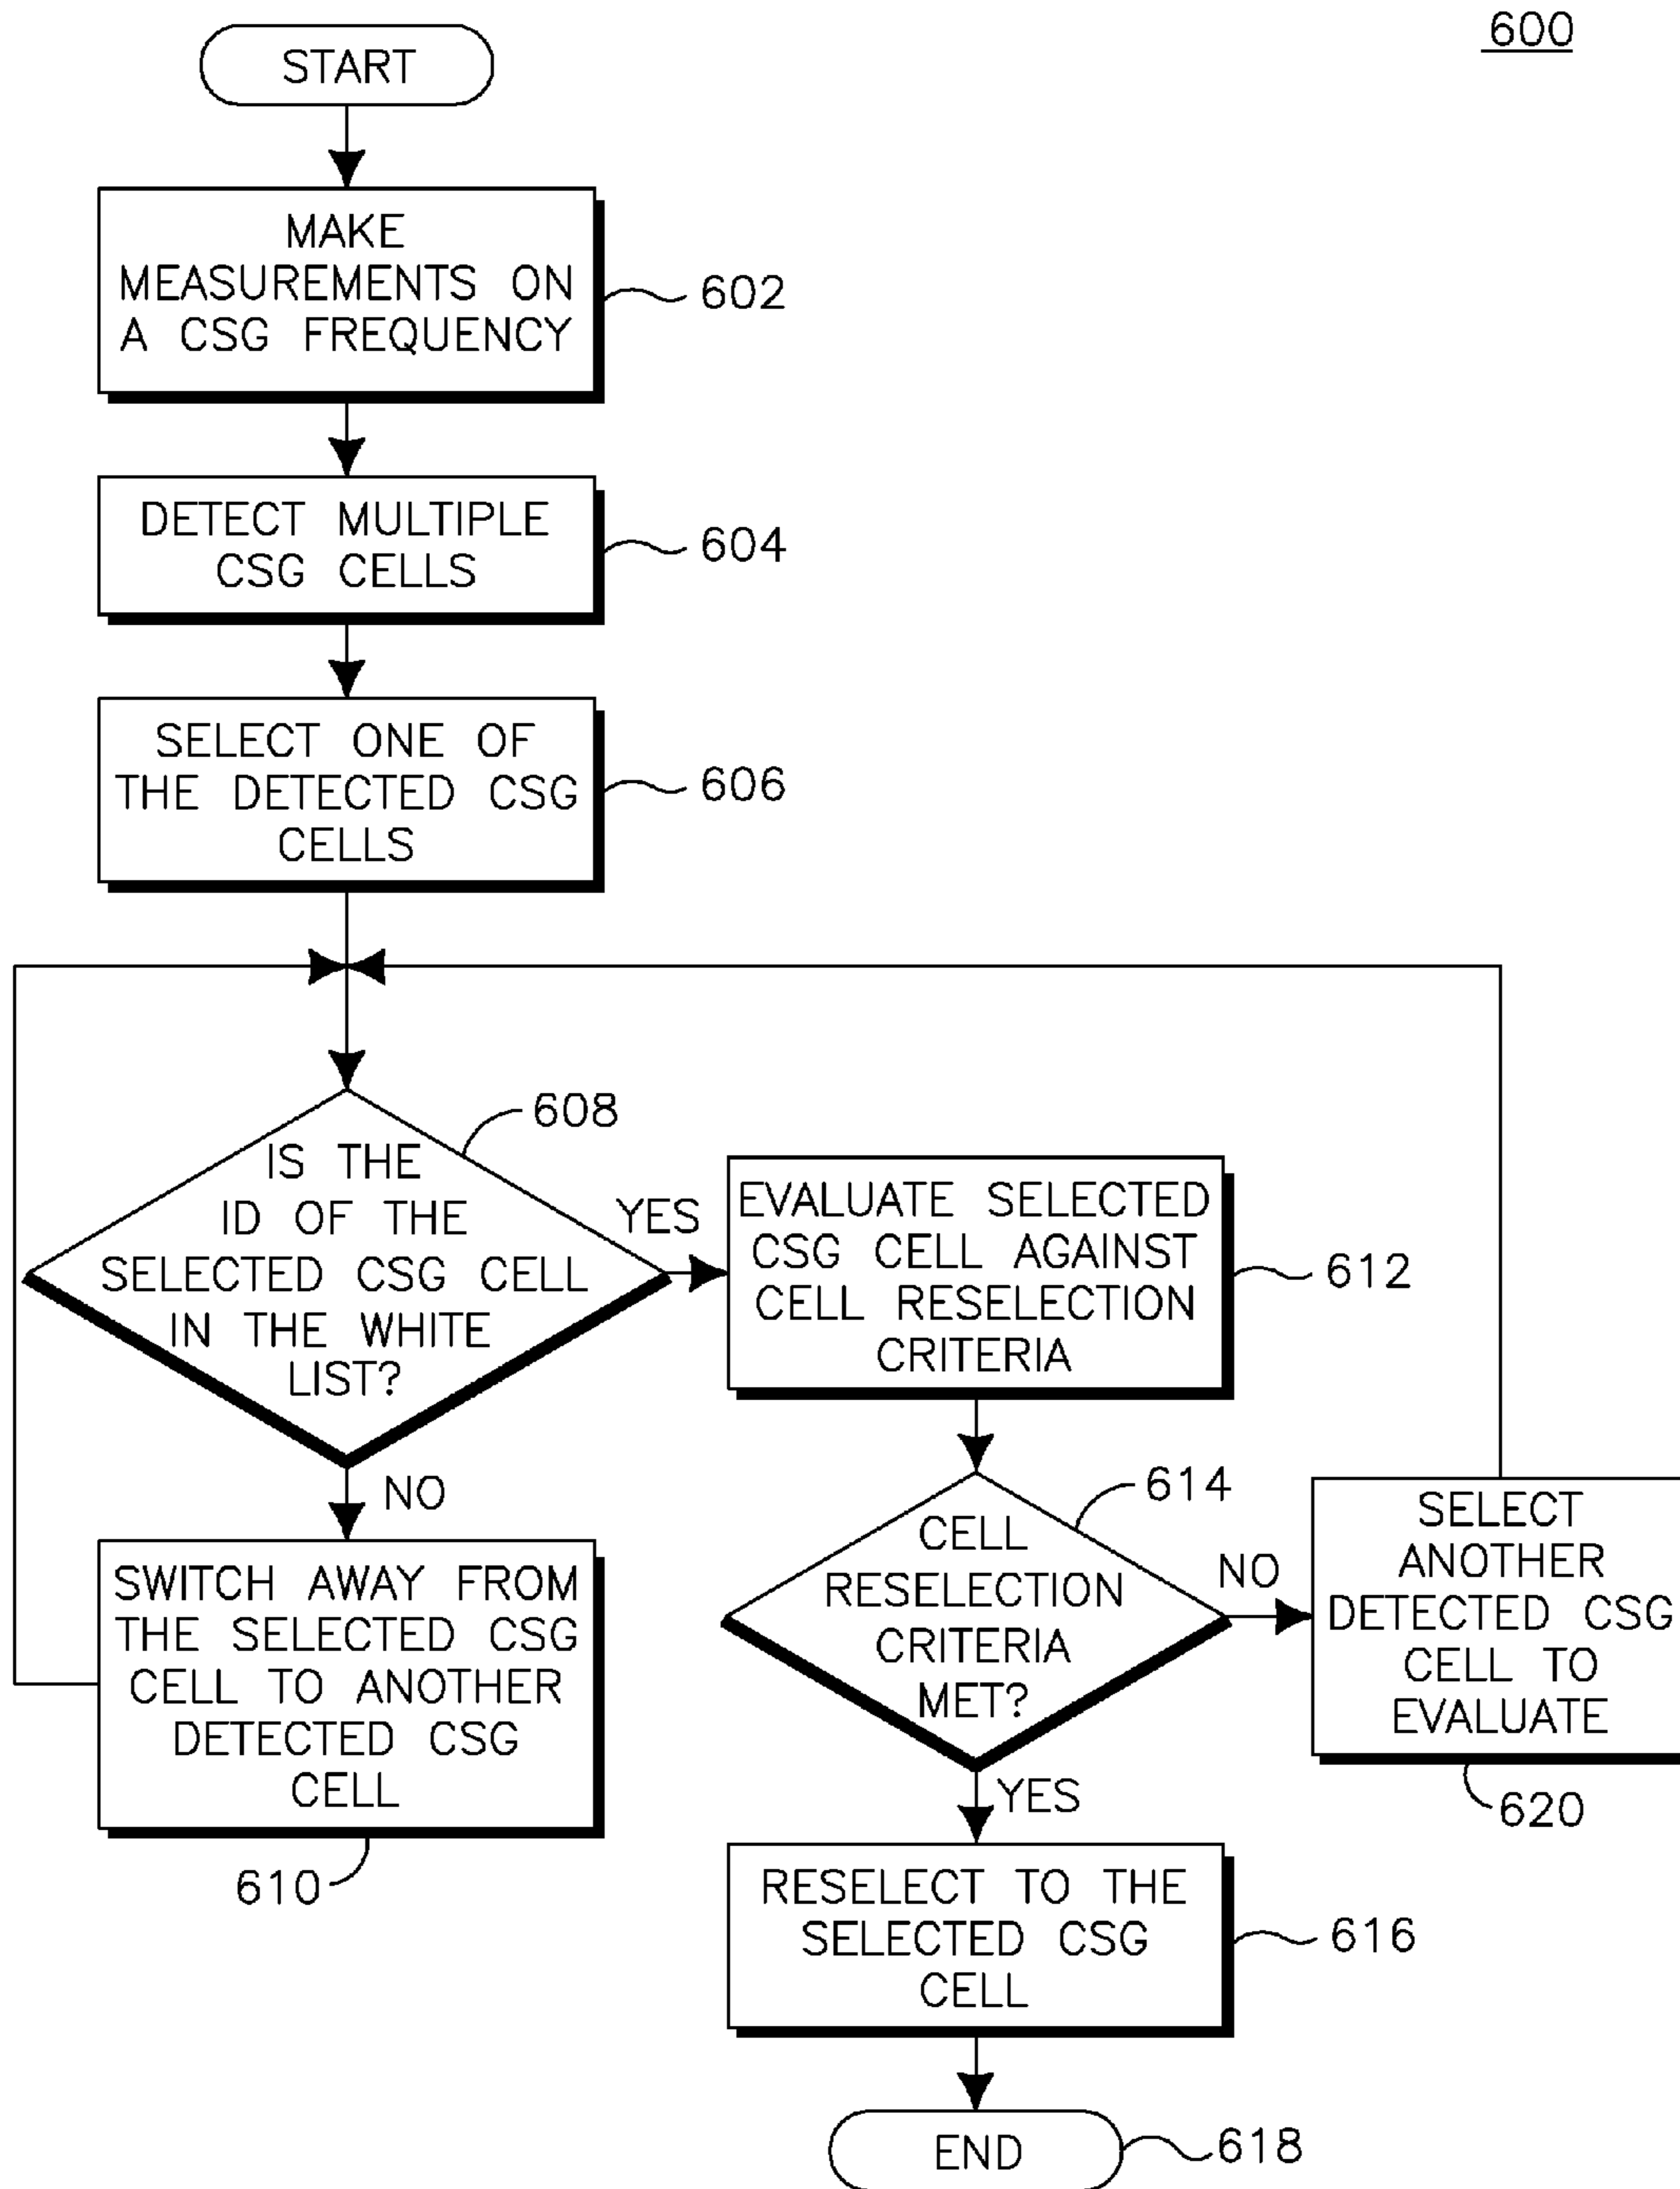 600
START
MAKE
MEASUREMENTS ON
A CSG FREQUENCY
602
DETECT MULTIPLE
CSG CELLS
604
SELECT ONE OF
THE DETECTED CSG
CELLS
606
IS THE
ID OF THE
SELECTED CSG CELL
IN THE WHITE
LIST?
608
YES
NO
SWITCH AWAY FROM
THE SELECTED CSG
CELL TO ANOTHER
DETECTED CSG
CELL
610
EVALUATE SELECTED
CSG CELL AGAINST
CELL RESELECTION
CRITERIA
612
CELL
RESELECTION
CRITERIA
MET?
614
NO
YES
SELECT
ANOTHER
DETECTED CSG
CELL TO
EVALUATE
620
RESELECT TO THE
SELECTED CSG
CELL
616
END
618